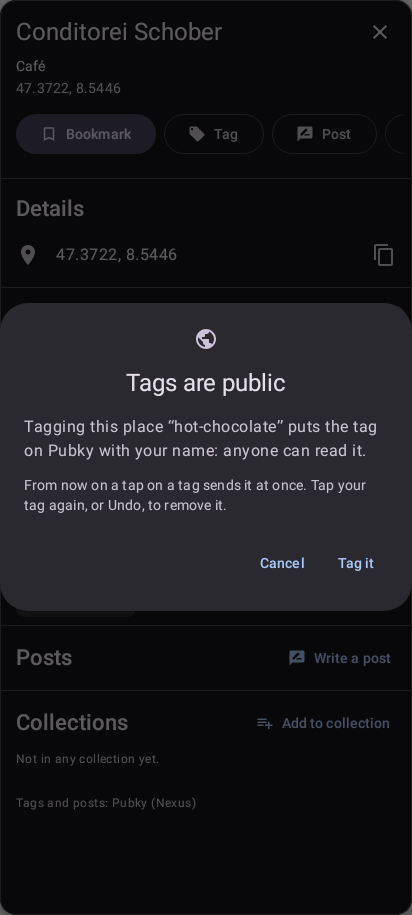 Conditorei Schober
Café
47.3722, 8.5446
Bookmark
Tag
Post
Details
47.3722, 8.5446
Tags are public
Tagging this place “hot-chocolate” puts the tag
on Pubky with your name: anyone can read it.
From now on a tap on a tag sends it at once. Tap your
tag again, or Undo, to remove it.
Cancel
Tag it
Posts
Write a post
Collections
Add to collection
Not in any collection yet.
Tags and posts: Pubky (Nexus)